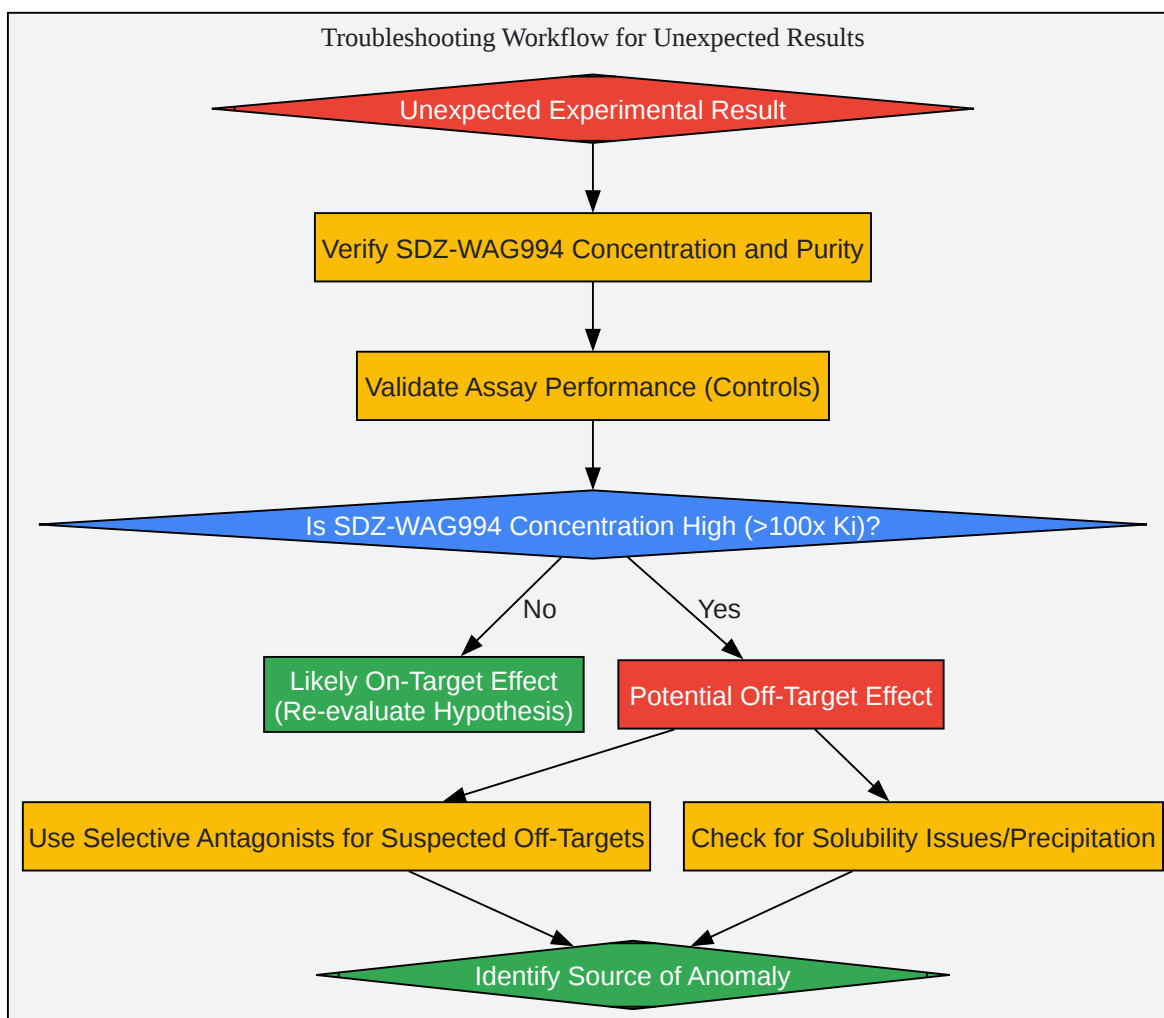 Troubleshooting Workflow for Unexpected Results
Unexpected Experimental Result
Verify SDZ-WAG994 Concentration and Purity
Validate Assay Performance (Controls)
Is SDZ-WAG994 Concentration High (>100x Ki)?
No
Yes
Likely On-Target Effect
(Re-evaluate Hypothesis)
Potential Off-Target Effect
Use Selective Antagonists for Suspected Off-Targets
Check for Solubility Issues/Precipitation
Identify Source of Anomaly